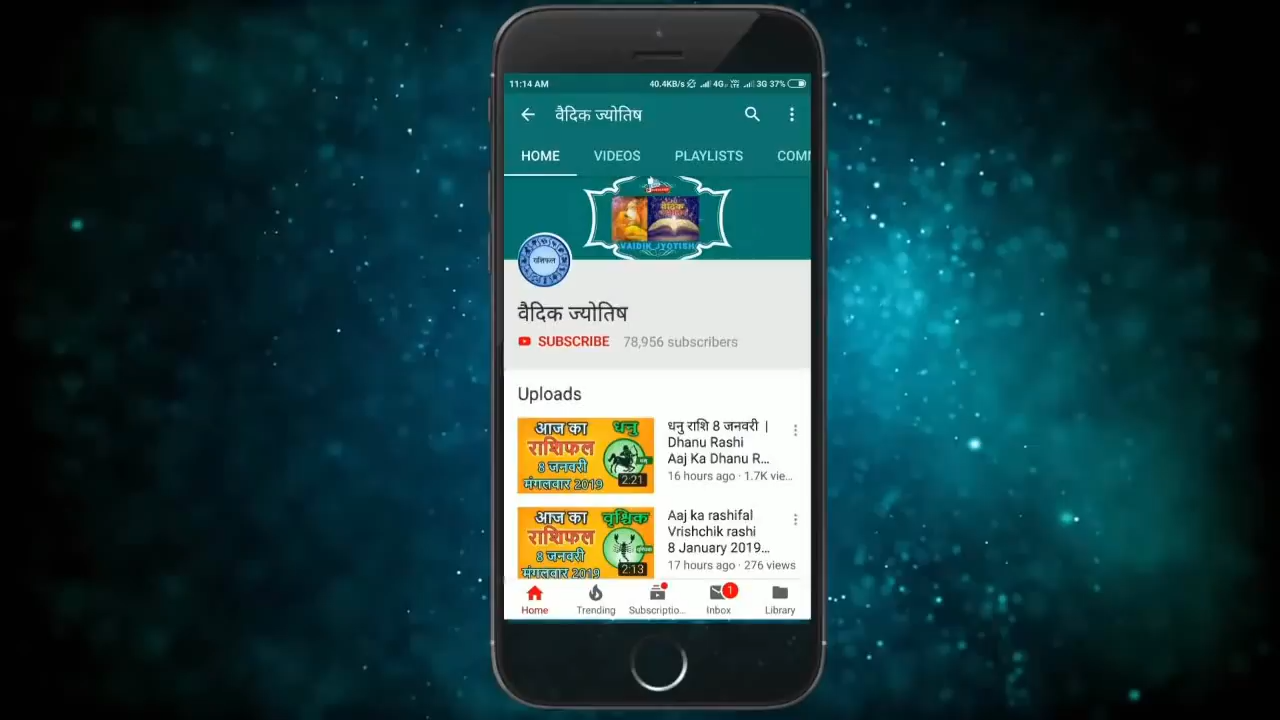 11:14 AM
40.4KB/s 4G VoLTE 3G 37%
वैदिक ज्योतिष
HOME VIDEOS PLAYLISTS COM
वैदिक
VAIDIK JYOTISH
राशिफल
वैदिक ज्योतिष
SUBSCRIBE 78,956 subscribers
Uploads
आज का धनु
राशिफल
8 जनवरी
मंगलवार 2019
2:21
धनु राशि 8 जनवरी |
Dhanu Rashi
Aaj Ka Dhanu R...
16 hours ago · 1.7K vie...
आज का वृश्चिक
राशिफल
8 जनवरी
मंगलवार 2019
2:13
Aaj ka rashifal
Vrishchik rashi
8 January 2019...
17 hours ago · 276 views
1
Home Trending Subscriptio... Inbox Library